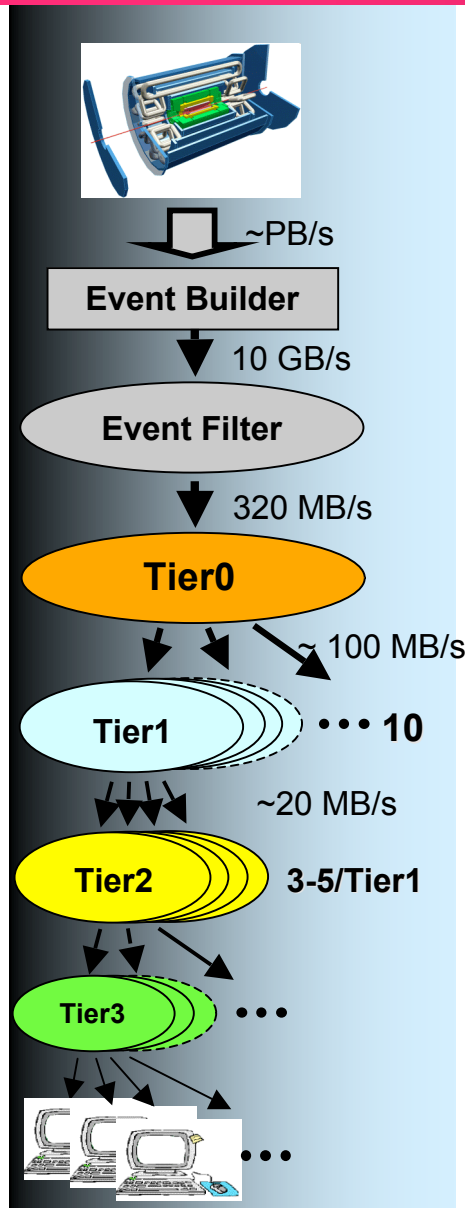 ~PB/s
Event Builder
10 GB/s
Event Filter
320 MB/s
Tier0
~ 100 MB/s
Tier1
••• 10
~20 MB/s
Tier2
3-5/Tier1
Tier3
•••
•••